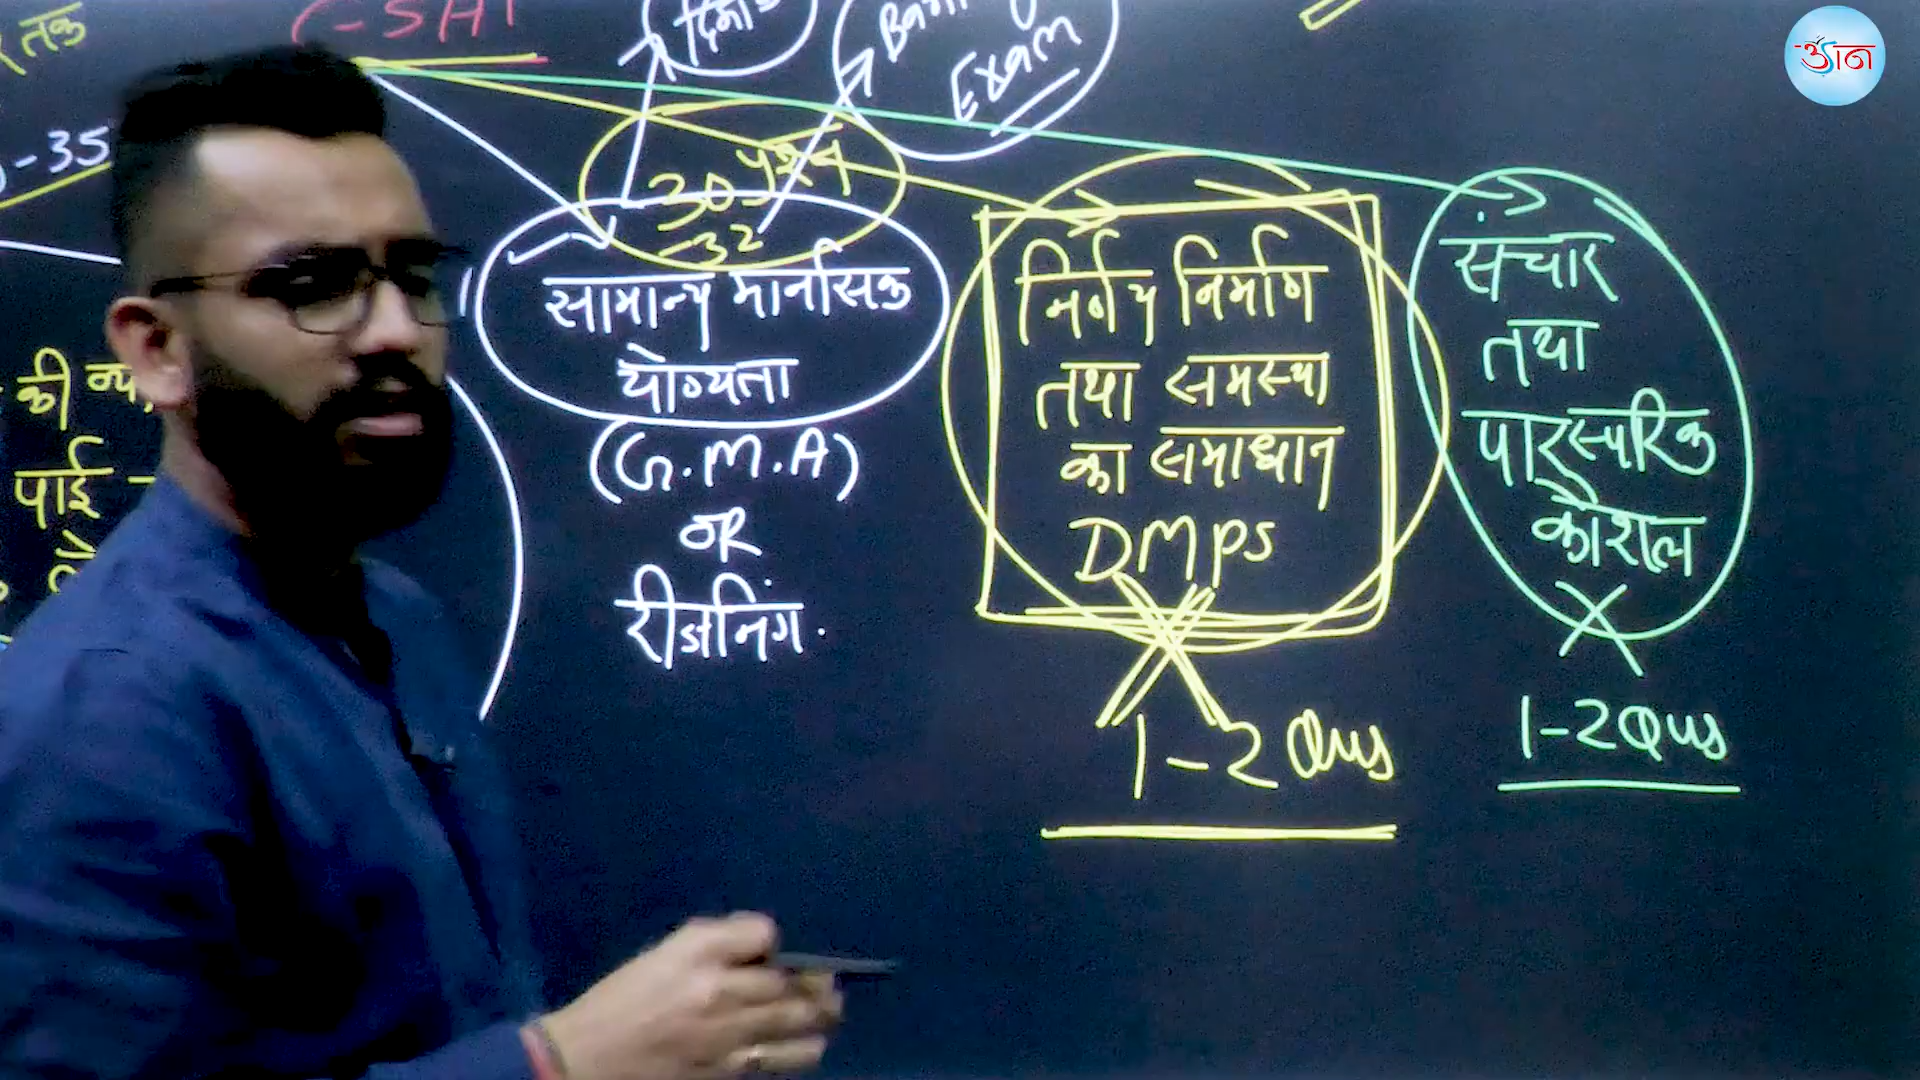 तक
C-SAT
Exam
-35
30 प्रश्न
-32
सामान्य मानसिक
योग्यता
(G.M.A)
OR
रीजनिंग.
निर्णय निर्माण
तथा समस्या
का समाधान
DMPS
1-2 Qus
संचार
तथा
पारस्परिक
कौशल
1-2 Qus
की
पाई
उड़ान